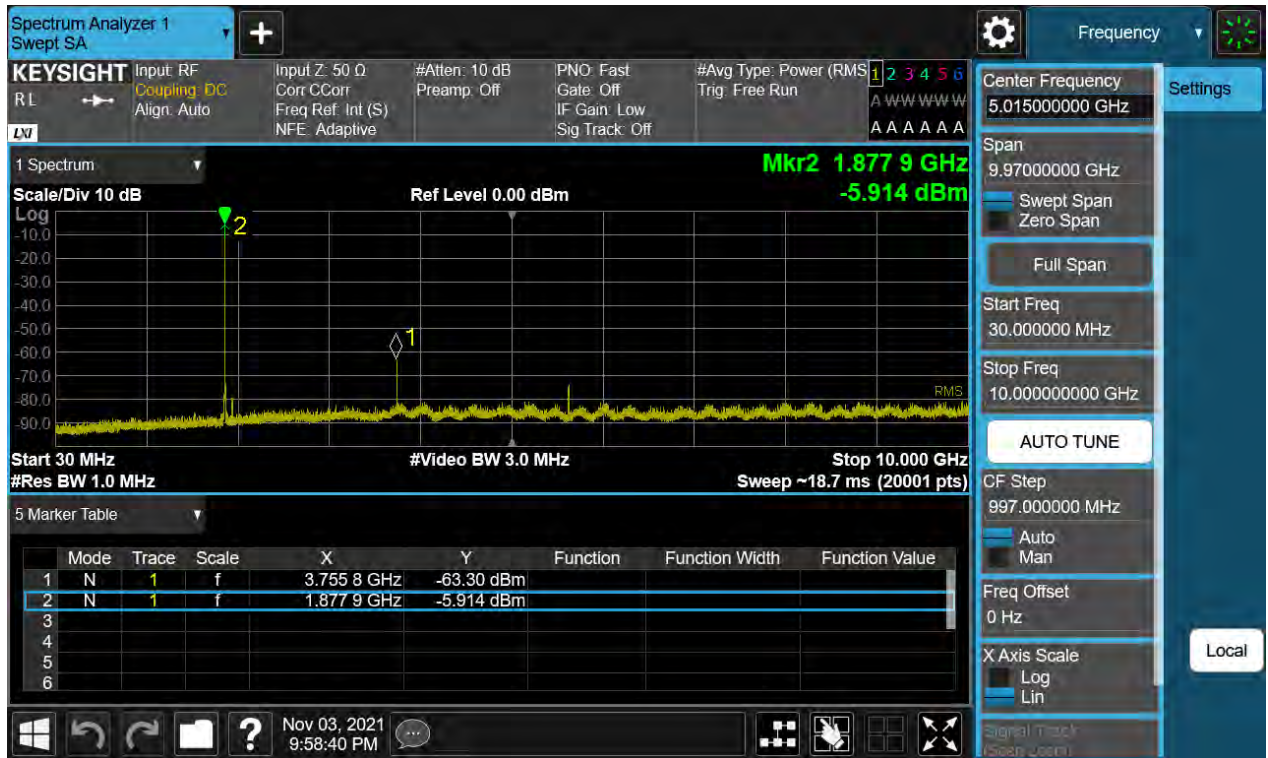 Spectrum Analyzer 1
Swept SA
+
Frequency
KEYSIGHT
RL
LXI
Input: RF
Coupling: DC
Align: Auto
Input Z: 50 Ω
Corr CCorr
Freq Ref: Int (S)
NFE: Adaptive
#Atten: 10 dB
Preamp: Off
PNO: Fast
Gate: Off
IF Gain: Low
Sig Track: Off
#Avg Type: Power (RMS
Trig: Free Run
1 2 3 4 5 6
A WW WW W
A A A A A A
1 Spectrum
Mkr2 1.877 9 GHz
Scale/Div 10 dB
Ref Level 0.00 dBm
-5.914 dBm
Log
-10.0
-20.0
-30.0
-40.0
-50.0
-60.0
-70.0
-80.0
-90.0
2
1
RMS
Start 30 MHz
#Video BW 3.0 MHz
Stop 10.000 GHz
#Res BW 1.0 MHz
Sweep ~18.7 ms (20001 pts)
5 Marker Table
Mode Trace Scale X Y Function Function Width Function Value
1 N 1 f 3.755 8 GHz -63.30 dBm
2 N 1 f 1.877 9 GHz -5.914 dBm
3
4
5
6
?
Nov 03, 2021
9:58:40 PM
Center Frequency
5.015000000 GHz
Span
9.97000000 GHz
Swept Span
Zero Span
Full Span
Start Freq
30.000000 MHz
Stop Freq
10.000000000 GHz
AUTO TUNE
CF Step
997.000000 MHz
Auto
Man
Freq Offset
0 Hz
X Axis Scale
Log
Lin
Signal Track
(Span Zoom)
Settings
Local